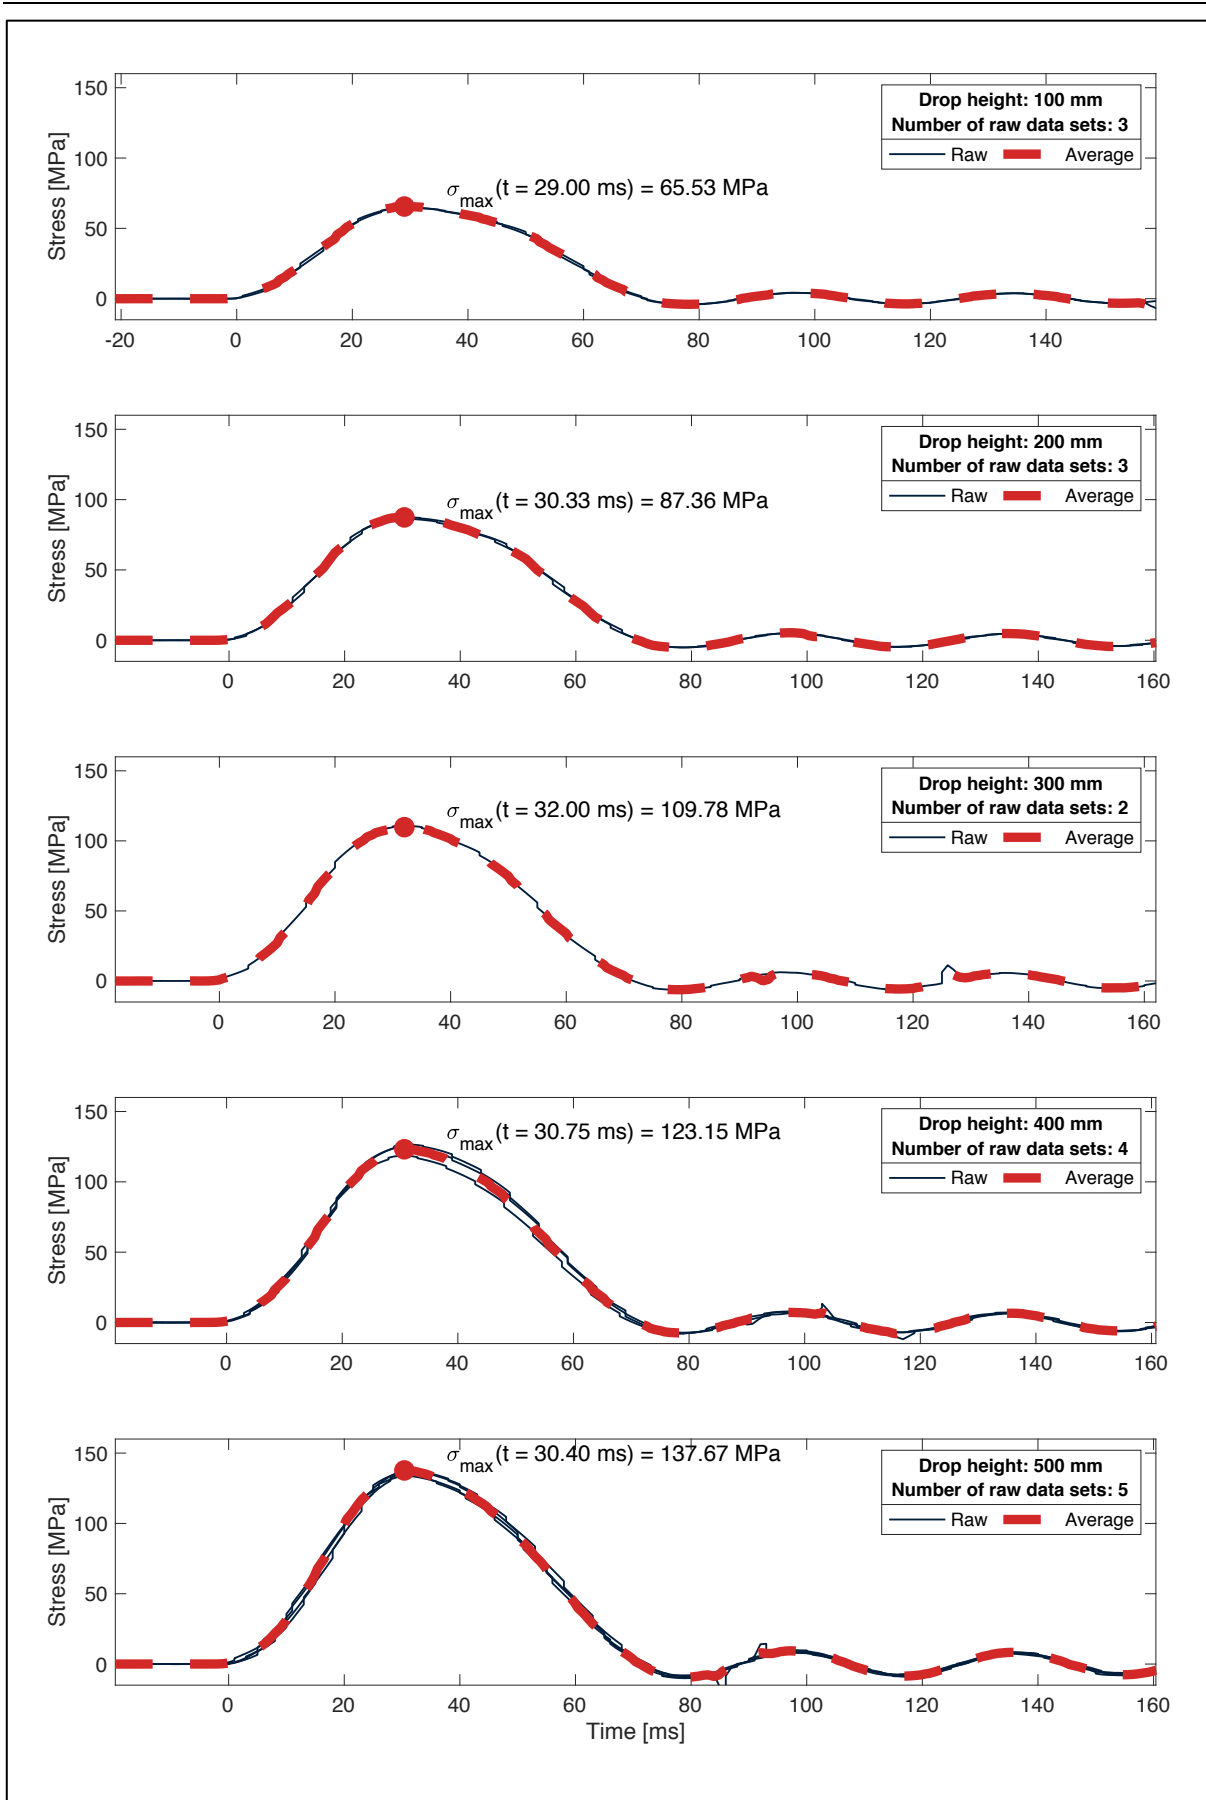 150
100
50
0
Stress [MPa]
Drop height: 100 mm
Number of raw data sets: 3
Raw Average
σmax(t = 29.00 ms) = 65.53 MPa
-20 0 20 40 60 80 100 120 140
150
100
50
0
Stress [MPa]
Drop height: 200 mm
Number of raw data sets: 3
Raw Average
σmax(t = 30.33 ms) = 87.36 MPa
0 20 40 60 80 100 120 140 160
150
100
50
0
Stress [MPa]
Drop height: 300 mm
Number of raw data sets: 2
Raw Average
σmax(t = 32.00 ms) = 109.78 MPa
0 20 40 60 80 100 120 140 160
150
100
50
0
Stress [MPa]
Drop height: 400 mm
Number of raw data sets: 4
Raw Average
σmax(t = 30.75 ms) = 123.15 MPa
0 20 40 60 80 100 120 140 160
150
100
50
0
Stress [MPa]
Drop height: 500 mm
Number of raw data sets: 5
Raw Average
σmax(t = 30.40 ms) = 137.67 MPa
0 20 40 60 80 100 120 140 160
Time [ms]